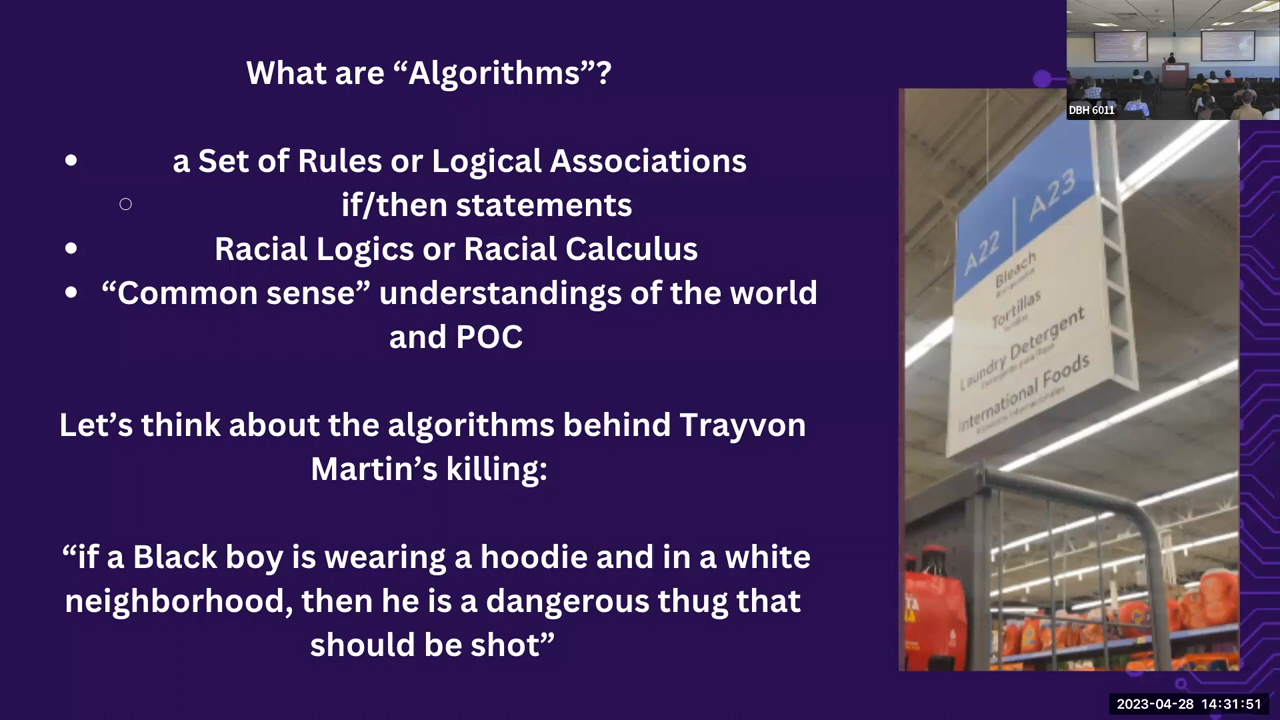 What are “Algorithms”?
a Set of Rules or Logical Associations
if/then statements
Racial Logics or Racial Calculus
“Common sense” understandings of the world
and POC
Let’s think about the algorithms behind Trayvon
Martin’s killing:
“if a Black boy is wearing a hoodie and in a white
neighborhood, then he is a dangerous thug that
should be shot”
DBH 6011
A22 A23
Bleach
Tortillas
Laundry Detergent
International Foods
2023-04-28 14:31:51